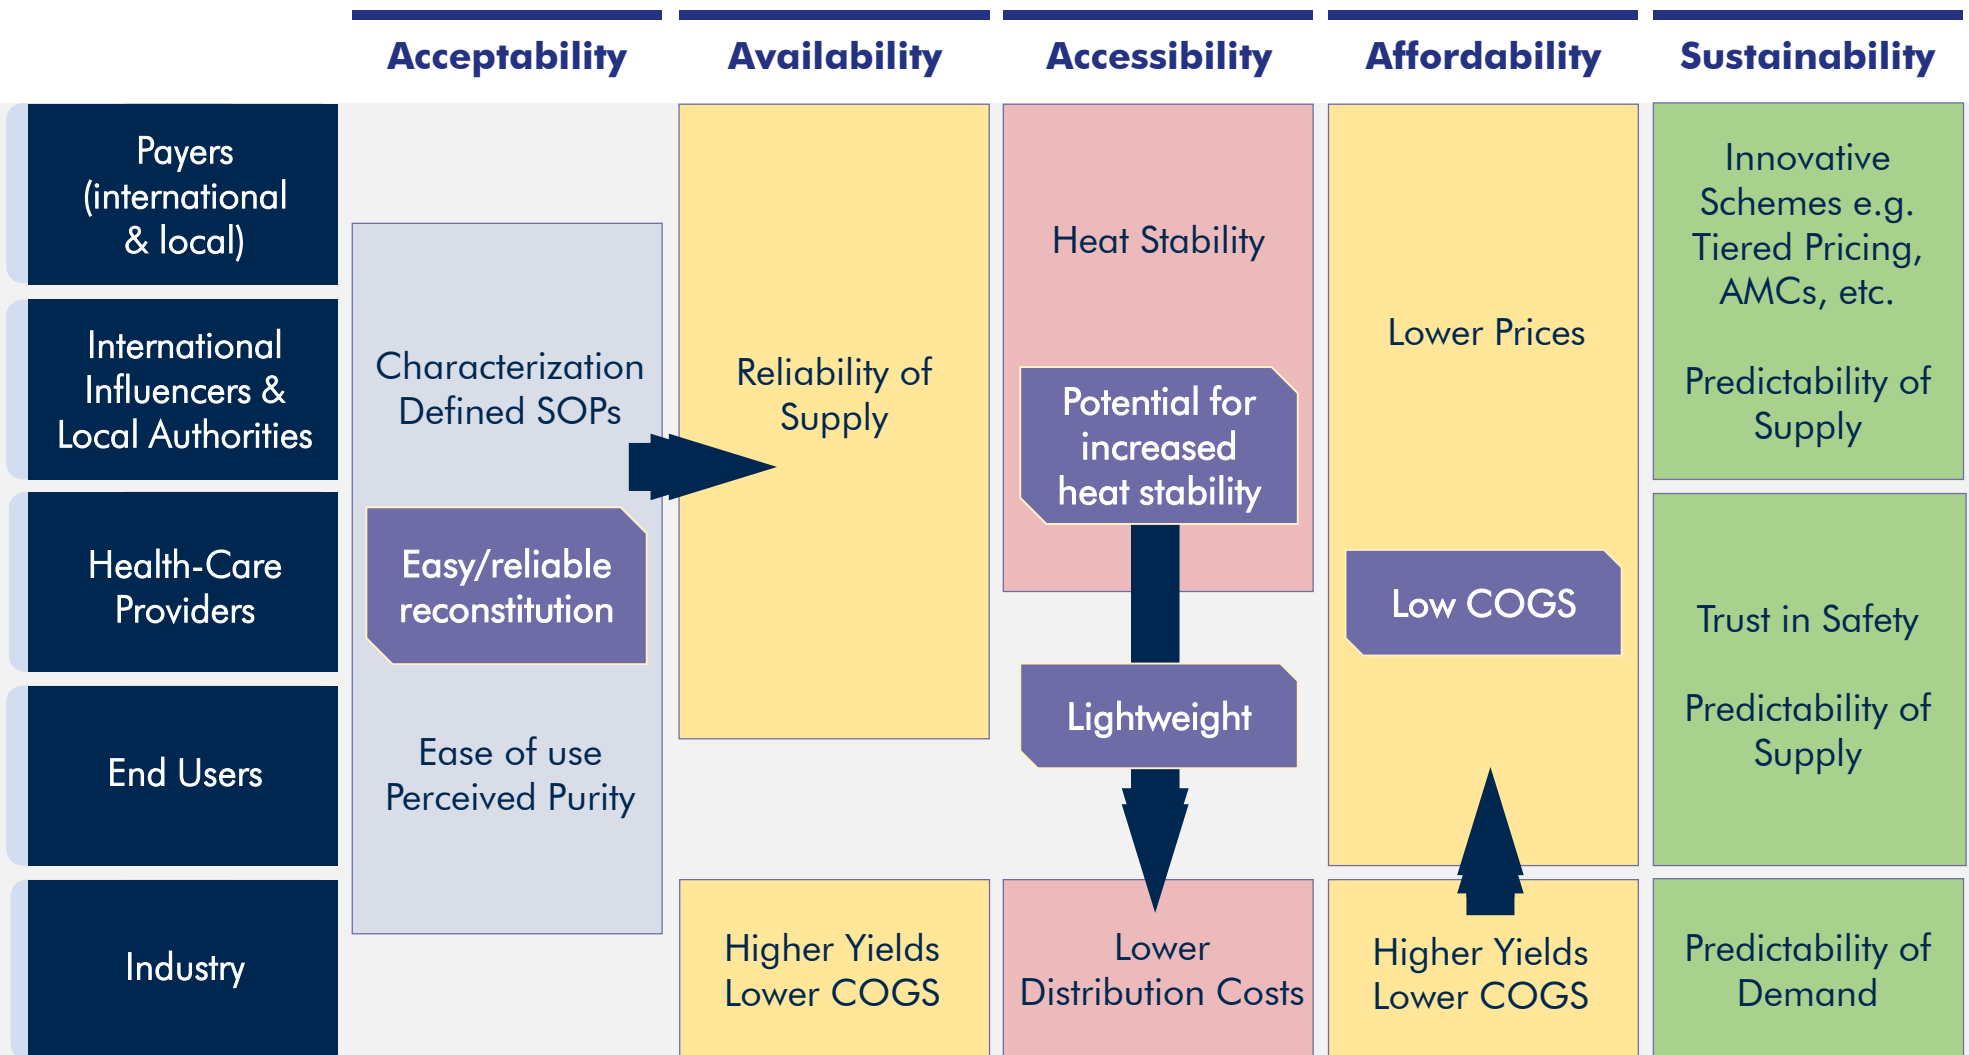 Acceptability
Availability
Accessibility
Affordability
Sustainability
Payers
(international
& local)
International
Influencers &
Local Authorities
Health-Care
Providers
End Users
Industry
Characterization
Defined SOPs
Easy/reliable
reconstitution
Ease of use
Perceived Purity
Reliability of
Supply
Higher Yields
Lower COGS
Heat Stability
Potential for
increased
heat stability
Lightweight
Lower
Distribution Costs
Lower Prices
Low COGS
Higher Yields
Lower COGS
Innovative
Schemes e.g.
Tiered Pricing,
AMCs, etc.
Predictability of
Supply
Trust in Safety
Predictability of
Supply
Predictability of
Demand